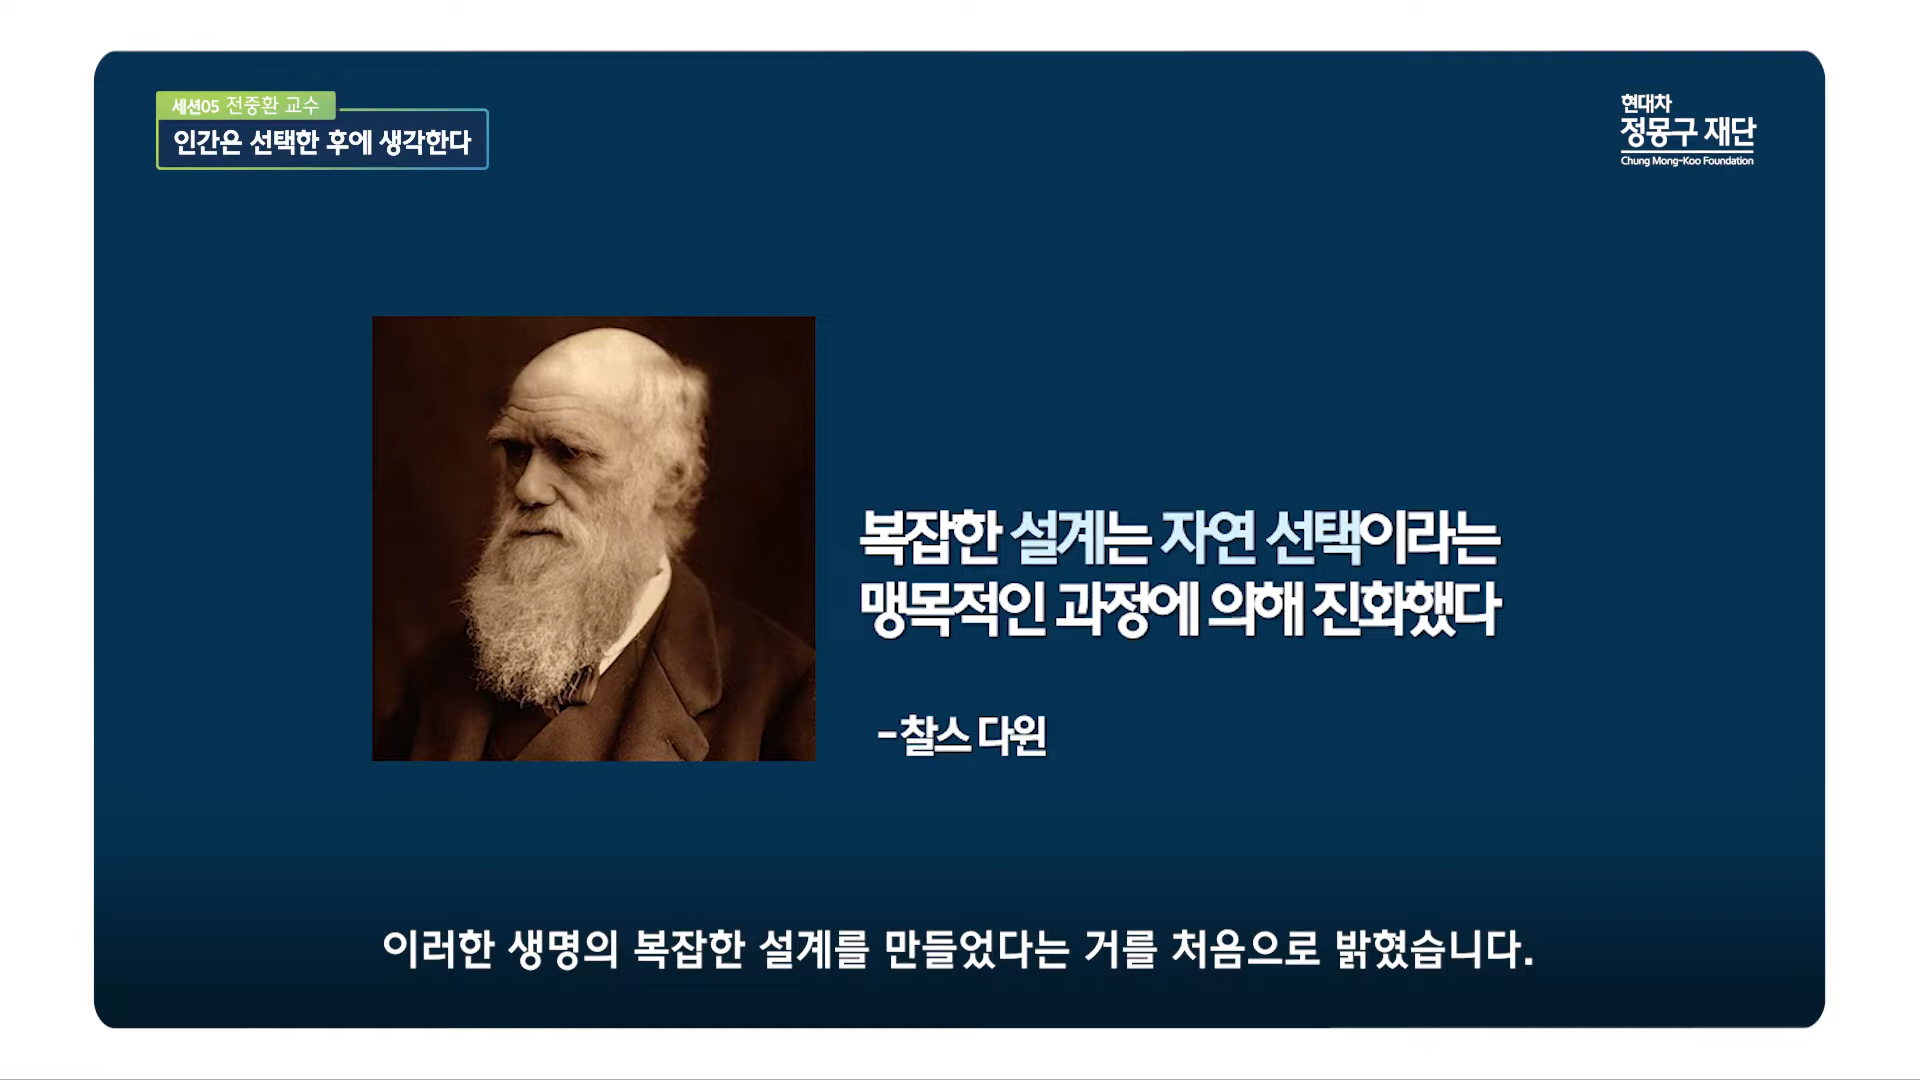 세션05 전중환 교수
인간은 선택한 후에 생각한다
현대차
정몽구 재단
Chung Mong-Koo Foundation
복잡한 설계는 자연 선택이라는
맹목적인 과정에 의해 진화했다
-찰스 다윈
이러한 생명의 복잡한 설계를 만들었다는 거를 처음으로 밝혔습니다.